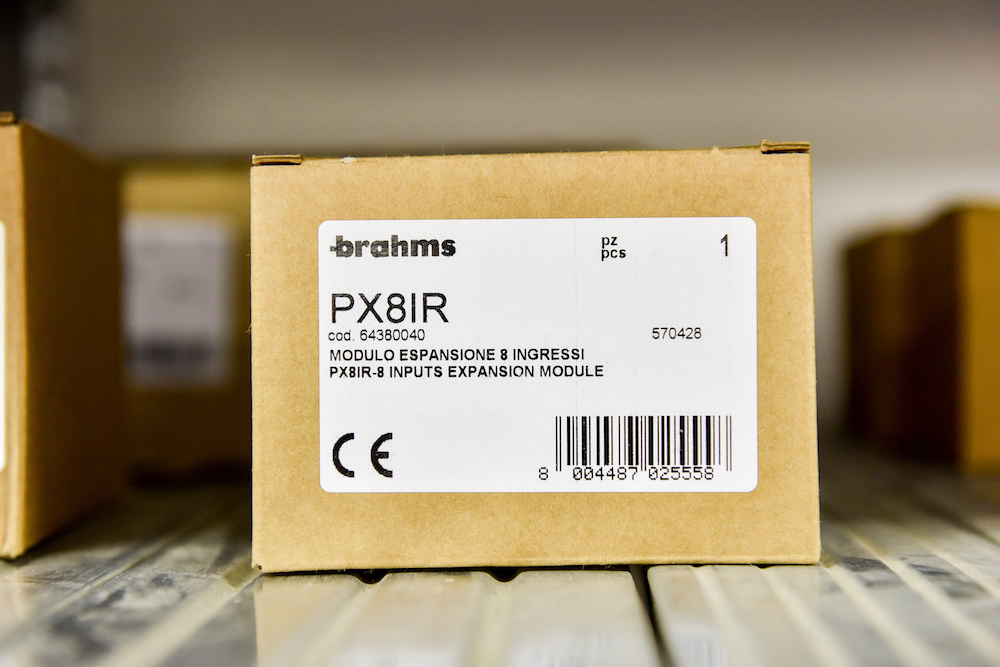 brahms
pz
pcs
1
PX8IR
cod. 64380040
570428
MODULO ESPANSIONE 8 INGRESSI
PX8IR-8 INPUTS EXPANSION MODULE
CE
8 004487 025558